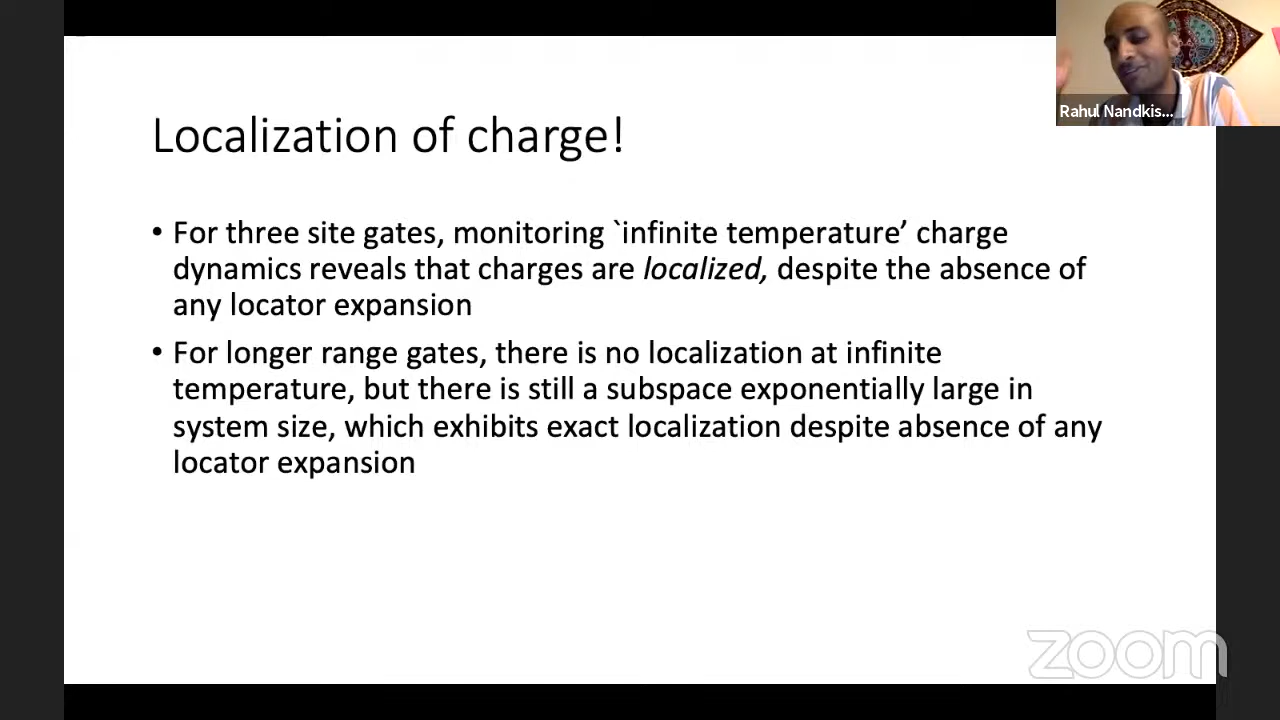 Rahul Nandkis...
Localization of charge!
• For three site gates, monitoring `infinite temperature’ charge
dynamics reveals that charges are localized, despite the absence of
any locator expansion
• For longer range gates, there is no localization at infinite
temperature, but there is still a subspace exponentially large in
system size, which exhibits exact localization despite absence of any
locator expansion
zoom